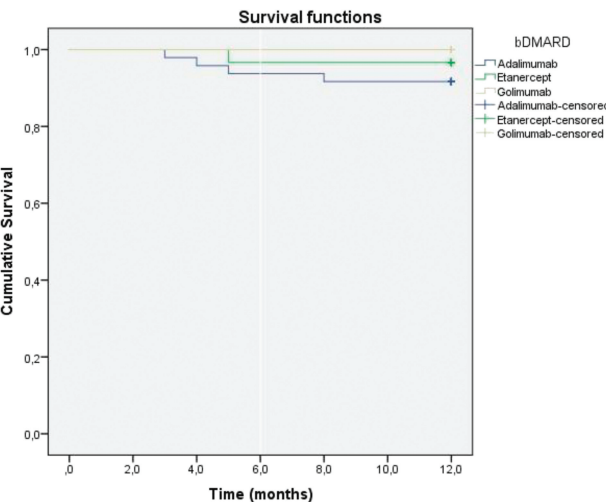 Survival functions
bDMARD
Adalimumab
Etanercept
Golimumab
Adalimumab-censored
Etanercept-censored
Golimumab-censored
Cumulative Survival
1,0
0,8
0,6
0,4
0,2
0,0
,0 2,0 4,0 6,0 8,0 10,0 12,0
Time (months)